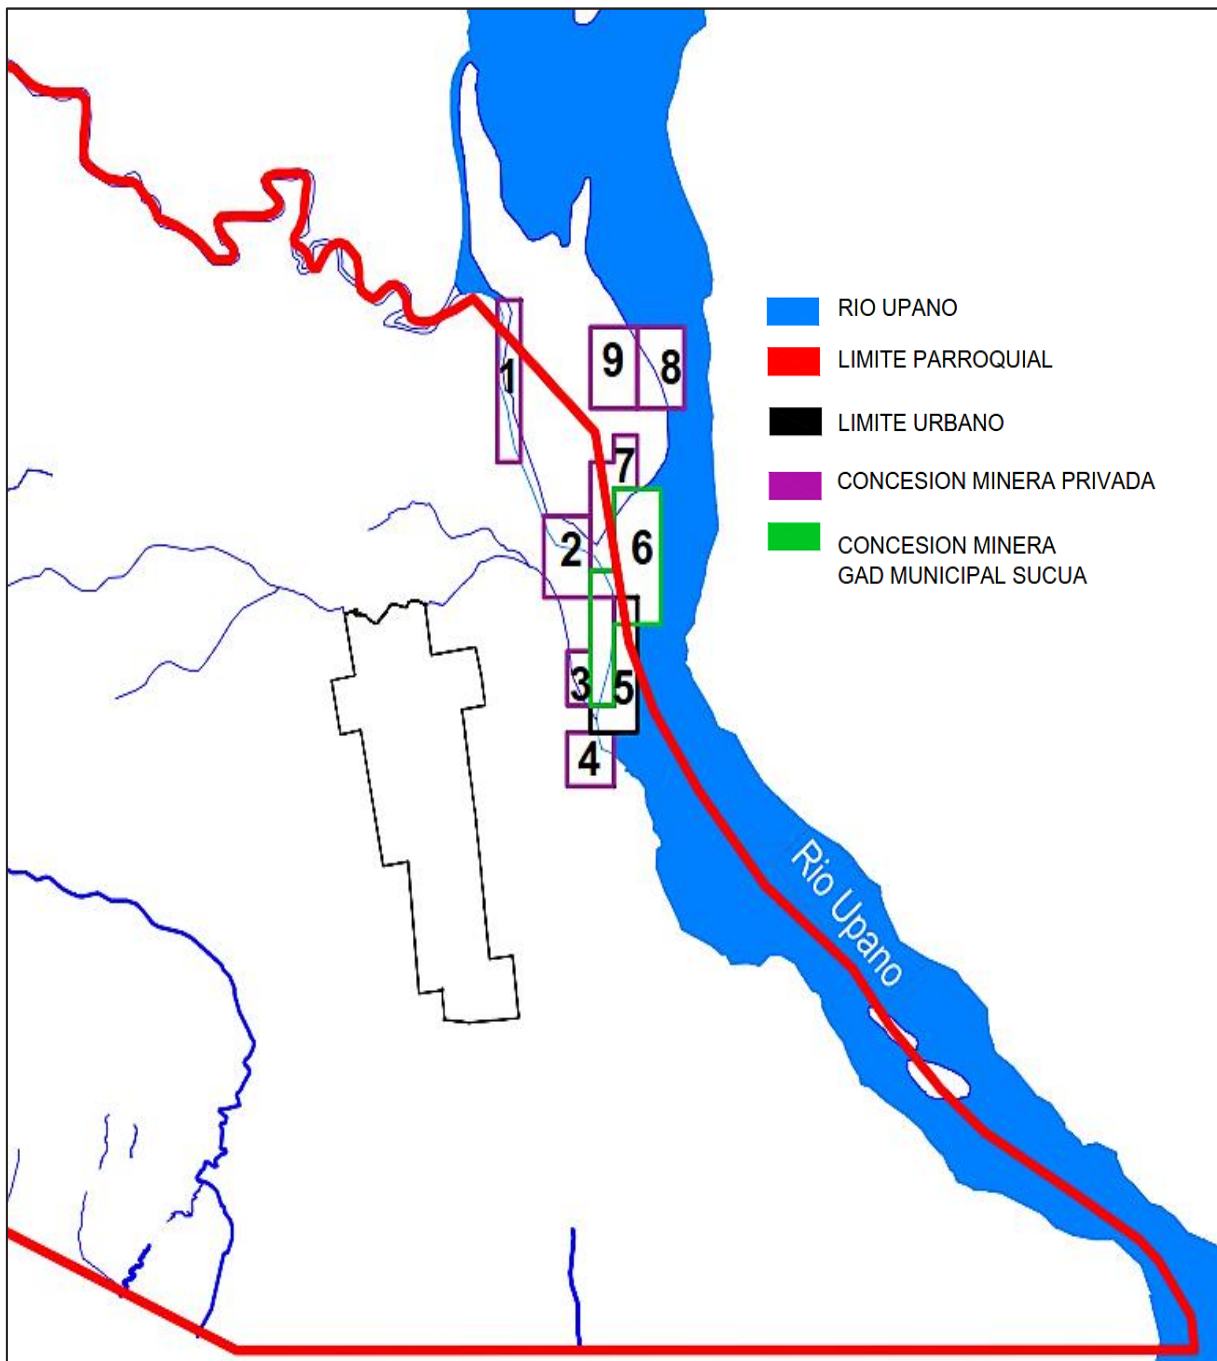 1
9
8
RIO UPANO
LIMITE PARROQUIAL
LIMITE URBANO
7
CONCESION MINERA PRIVADA
2
6
CONCESION MINERA
GAD MUNICIPAL SUCUA
3
5
4
Rio Upano